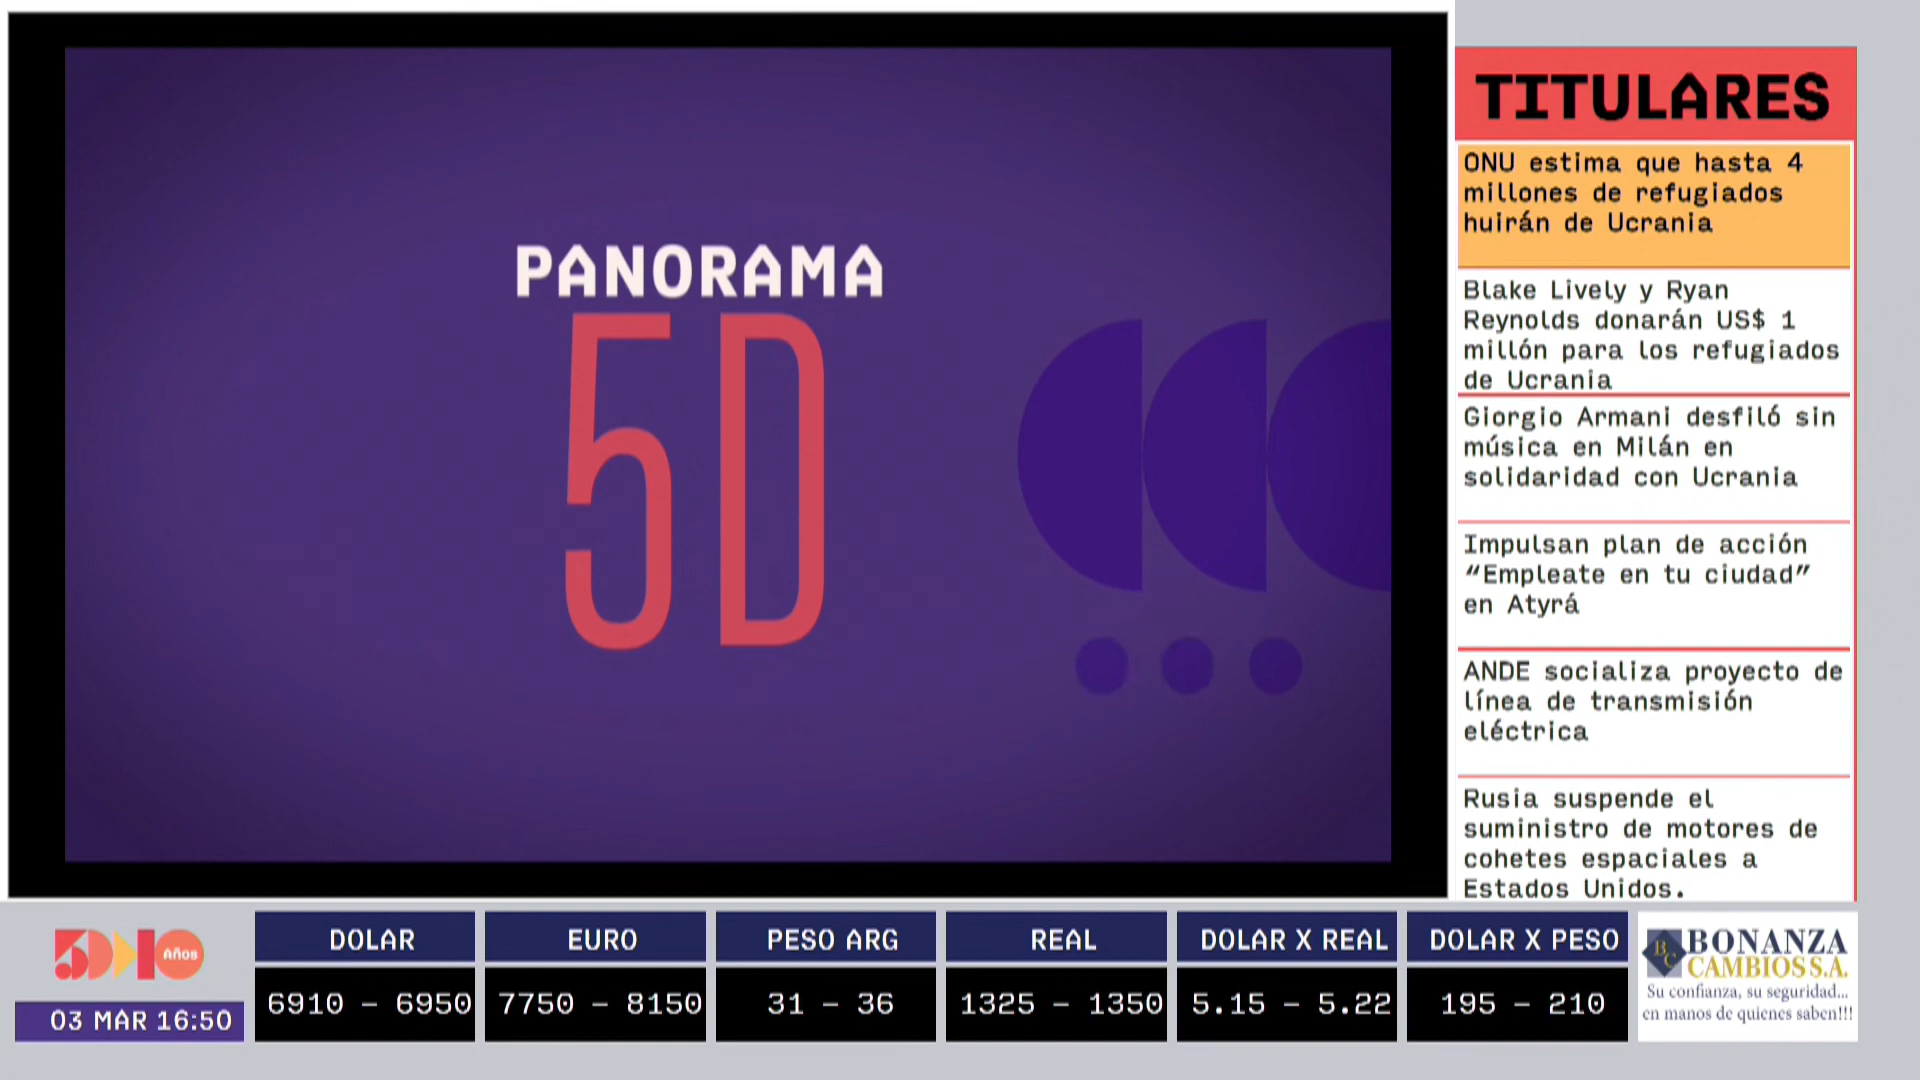 PANORAMA
5D
TITULARES
ONU estima que hasta 4
millones de refugiados
huirán de Ucrania
Blake Lively y Ryan
Reynolds donarán US$ 1
millón para los refugiados
de Ucrania
Giorgio Armani desfiló sin
música en Milán en
solidaridad con Ucrania
Impulsan plan de acción
“Empleate en tu ciudad”
en Atyrá
ANDE socializa proyecto de
línea de transmisión
eléctrica
Rusia suspende el
suministro de motores de
cohetes espaciales a
Estados Unidos.
5D 10 Años
03 MAR 16:50
DOLAR
6910 – 6950
EURO
7750 – 8150
PESO ARG
31 – 36
REAL
1325 – 1350
DOLAR X REAL
5.15 – 5.22
DOLAR X PESO
195 – 210
BC
BONANZA
CAMBIOS S.A.
Su confianza, su seguridad...
en manos de quienes saben!!!